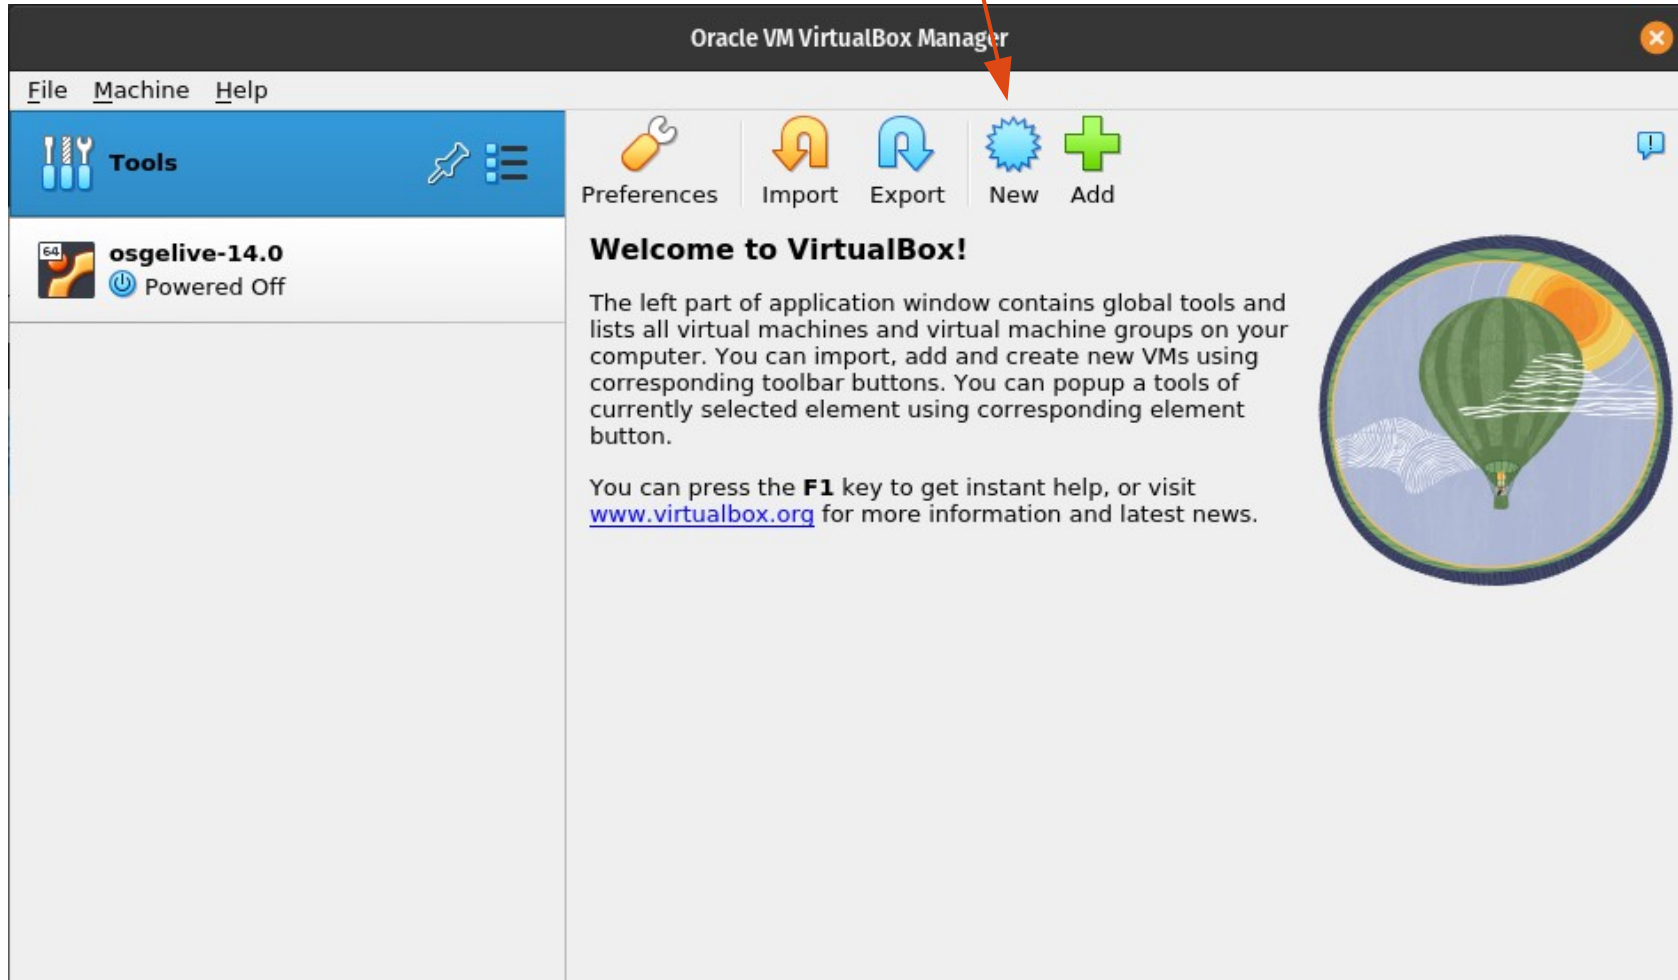 Oracle VM VirtualBox Manager
File Machine Help
Tools
Preferences Import Export New Add
64
osgelive-14.0
Powered Off
Welcome to VirtualBox!
The left part of application window contains global tools and
lists all virtual machines and virtual machine groups on your
computer. You can import, add and create new VMs using
corresponding toolbar buttons. You can popup a tools of
currently selected element using corresponding element
button.
You can press the F1 key to get instant help, or visit
www.virtualbox.org for more information and latest news.